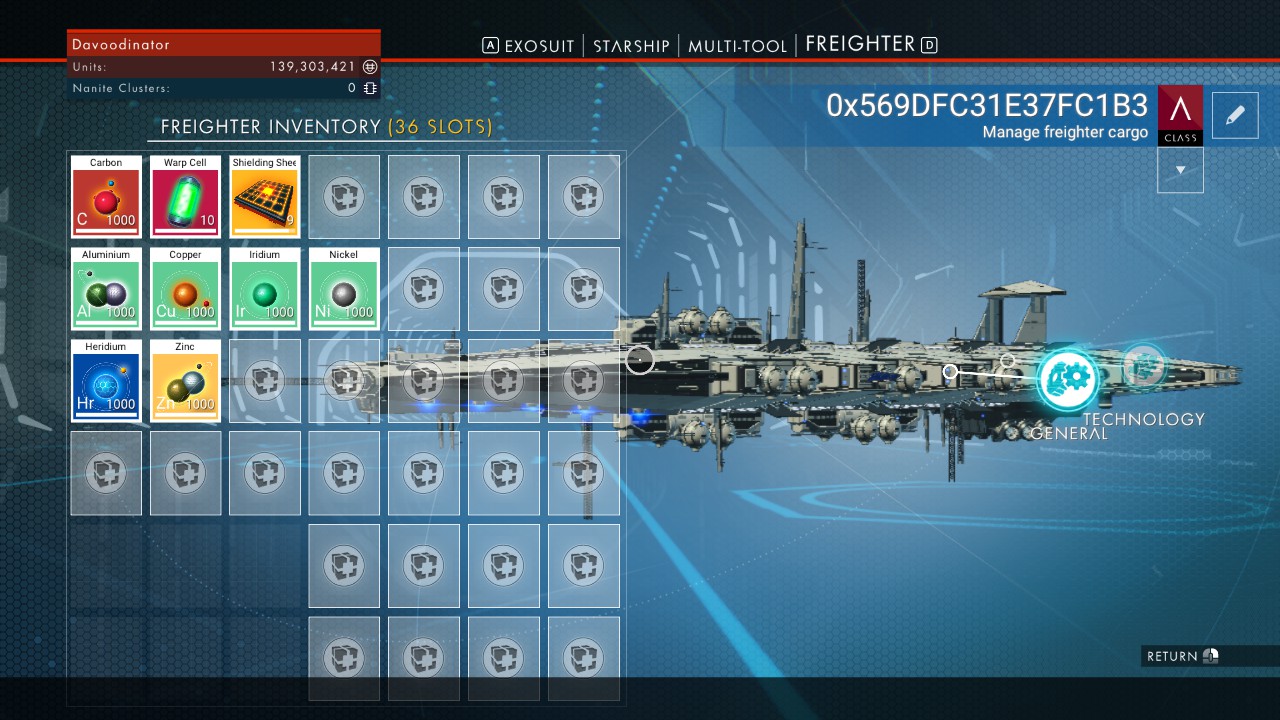 Davoodinator
Units: 139,303,421
Nanite Clusters: 0
A EXOSUIT STARSHIP MULTI-TOOL FREIGHTER D
0x569DFC31E37FC1B3
Manage freighter cargo
CLASS
FREIGHTER INVENTORY (36 SLOTS)
Carbon Warp Cell Shielding Shee
C 1000 10 9
Aluminium Copper Iridium Nickel
Al 1000 Cu 1000 Ir 1000 Ni 1000
Heridium Zinc
Hr 1000 Zn 1000
TECHNOLOGY
GENERAL
RETURN